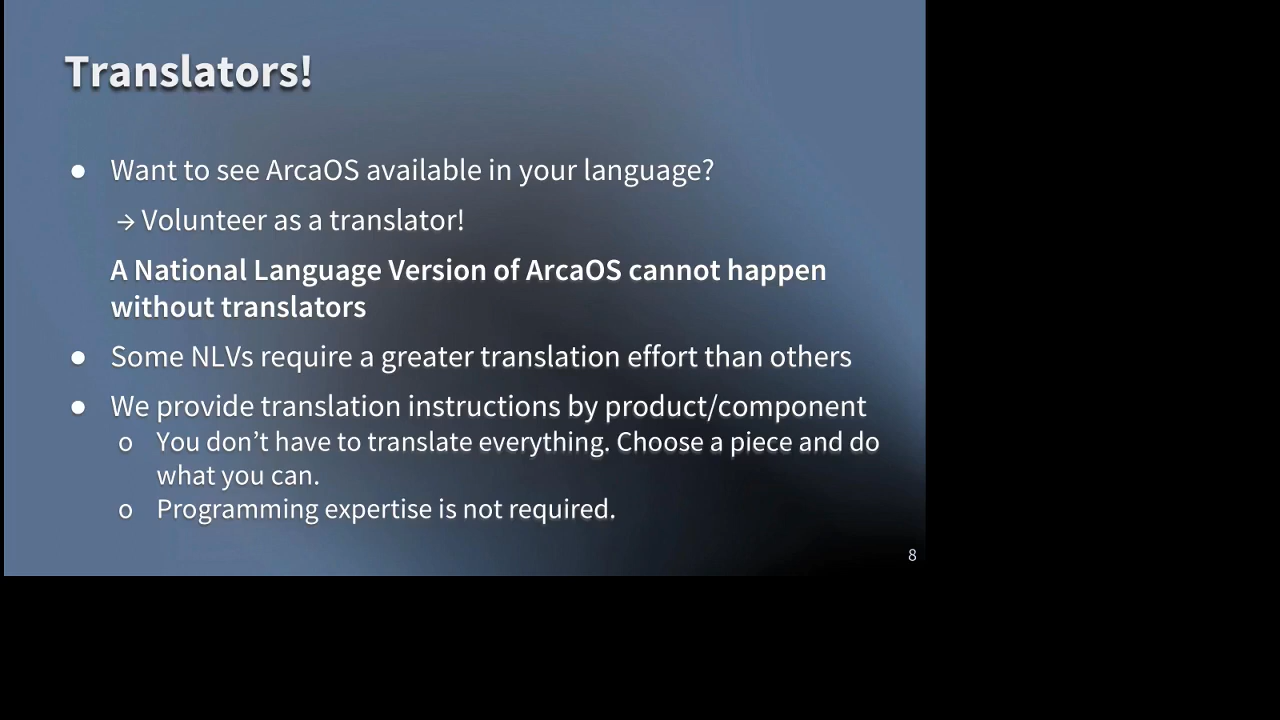 Translators!
● Want to see ArcaOS available in your language?
→ Volunteer as a translator!
A National Language Version of ArcaOS cannot happen
without translators
● Some NLVs require a greater translation effort than others
● We provide translation instructions by product/component
o You don’t have to translate everything. Choose a piece and do
what you can.
o Programming expertise is not required.
8